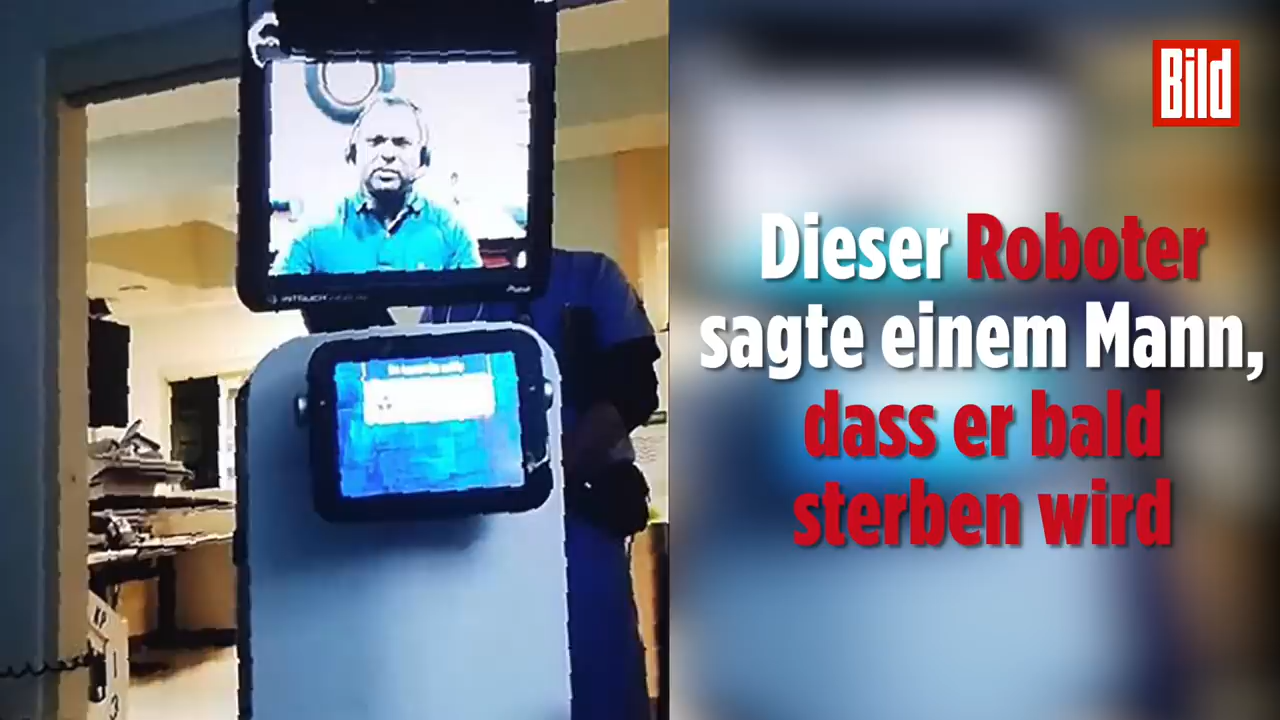 Bild
Dieser Roboter
sagte einem Mann,
dass er bald
sterben wird